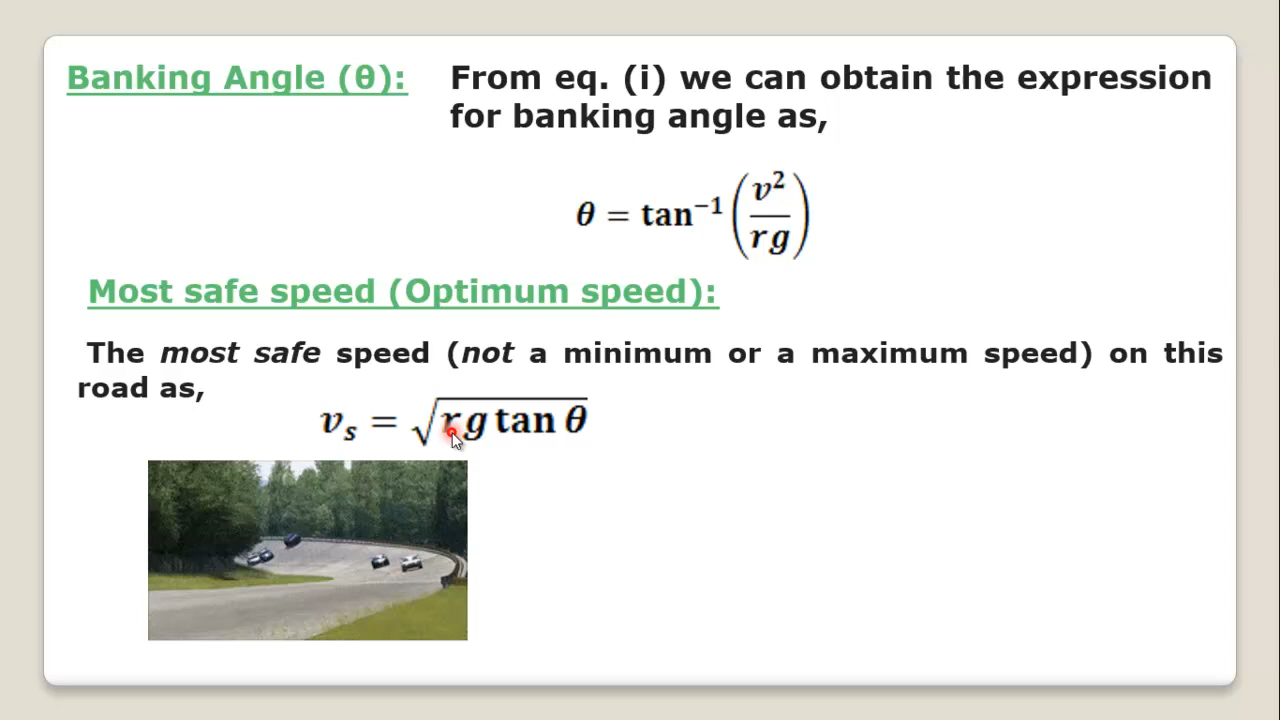 Banking Angle (θ): From eq. (i) we can obtain the expression
for banking angle as,
θ = tan⁻¹ (v²/rg)
Most safe speed (Optimum speed):
The most safe speed (not a minimum or a maximum speed) on this
road as,
vₛ = √(rg tan θ)